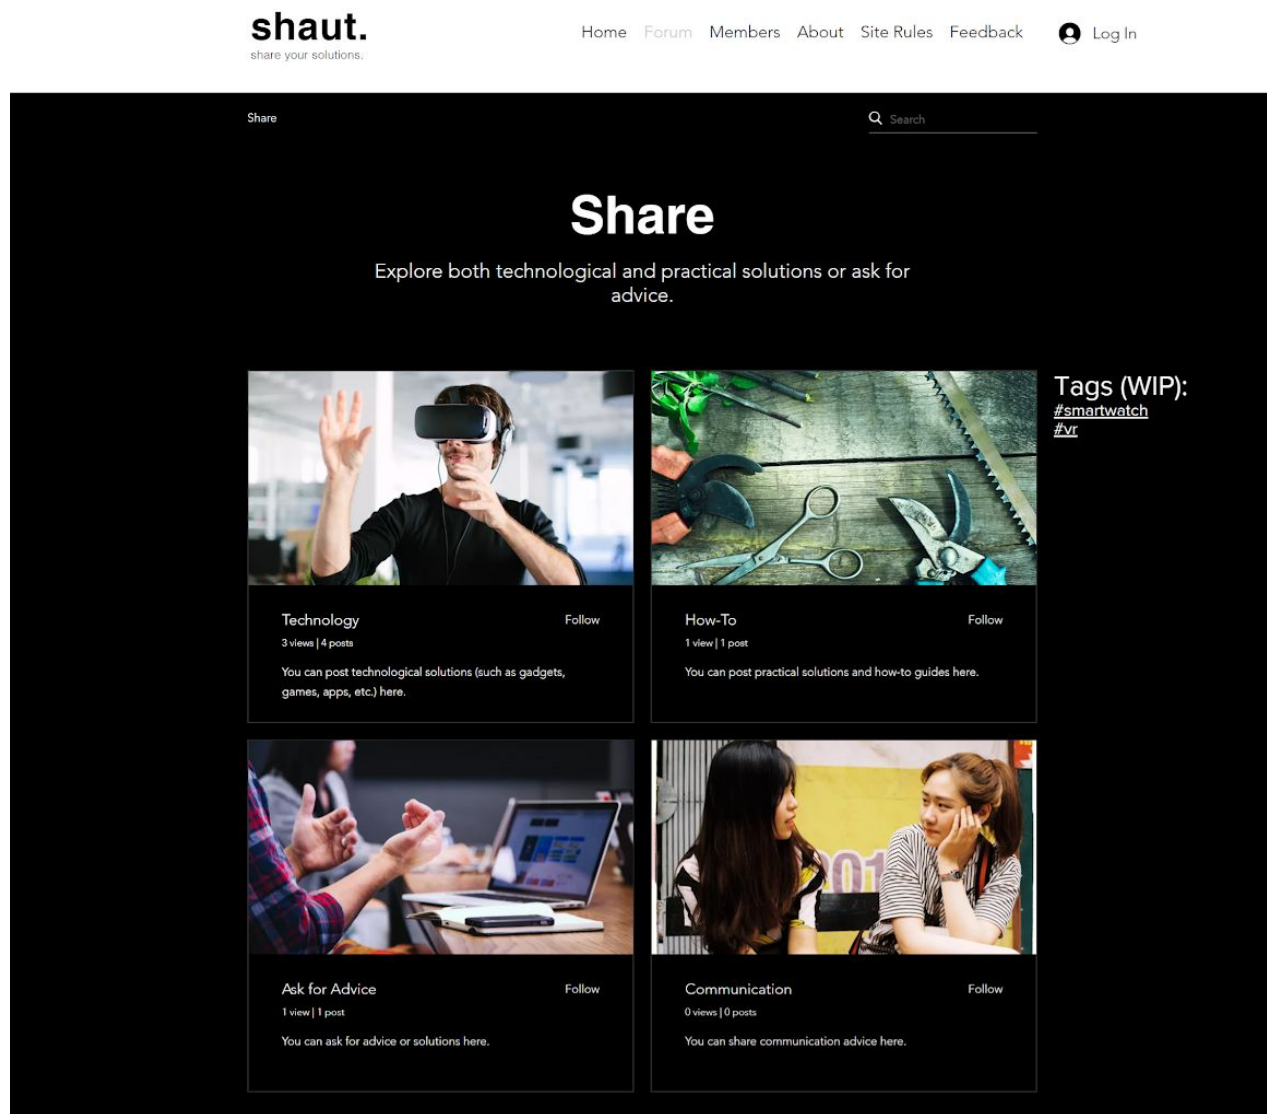 shaut.
share your solutions.
Home Forum Members About Site Rules Feedback Log In
Share
Search
Share
Explore both technological and practical solutions or ask for
advice.
Tags (WIP):
#smartwatch
#vr
Technology Follow
3 views | 4 posts
You can post technological solutions (such as gadgets,
games, apps, etc.) here.
How-To Follow
1 view | 1 post
You can post practical solutions and how-to guides here.
Ask for Advice Follow
1 view | 1 post
You can ask for advice or solutions here.
Communication Follow
0 views | 0 posts
You can share communication advice here.